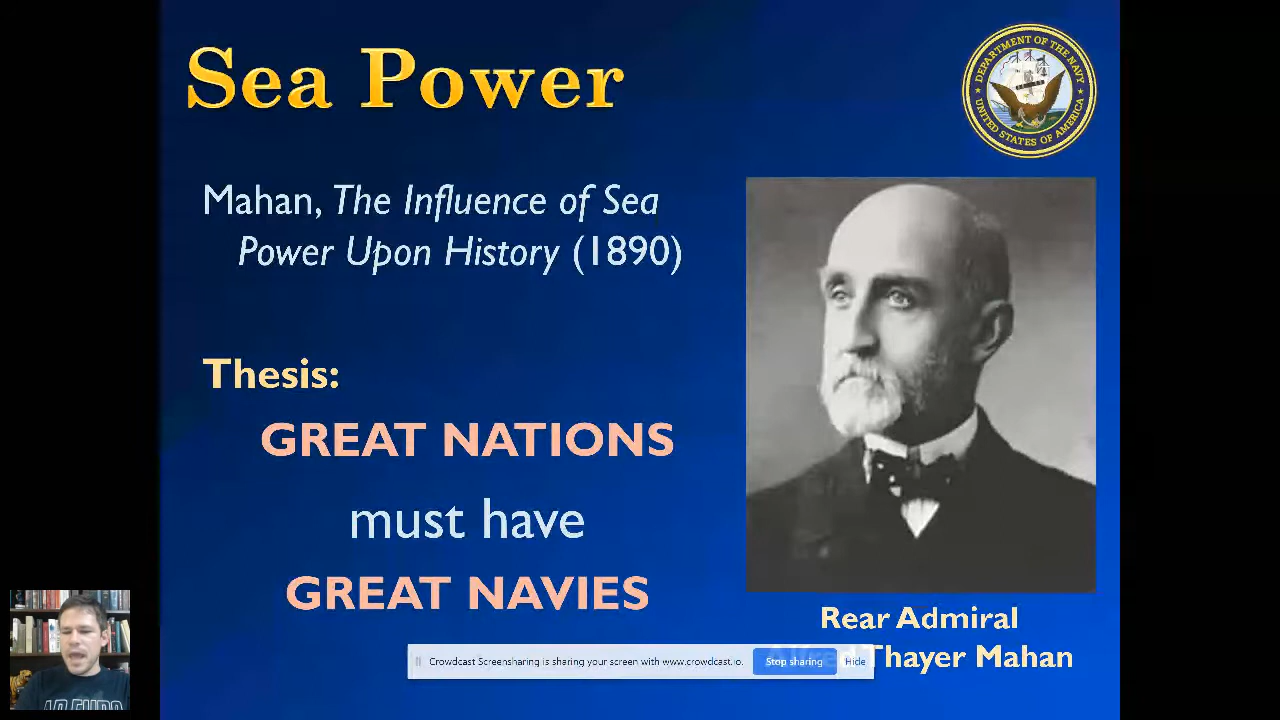 Sea Power
DEPARTMENT OF THE NAVY
UNITED STATES OF AMERICA
Mahan, The Influence of Sea
Power Upon History (1890)
Thesis:
GREAT NATIONS
must have
GREAT NAVIES
Rear Admiral
Alfred Thayer Mahan
Crowdcast Screensharing is sharing your screen with www.crowdcast.io.
Stop sharing
Hide